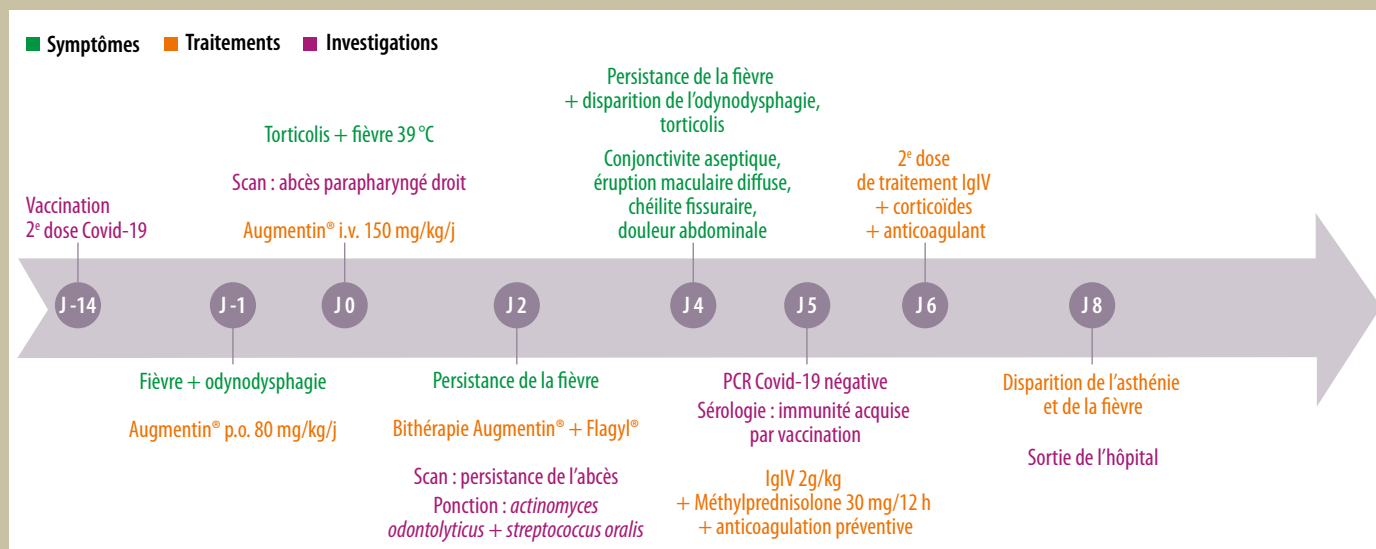 Symptômes Traitements Investigations
Vaccination
2e dose Covid-19
J -14
J -1
Fièvre + odynodysphagie
Augmentin® p.o. 80 mg/kg/j
Torticolis + fièvre 39 °C
Scan : abcès parapharyngé droit
Augmentin® i.v. 150 mg/kg/j
J 0
J 2
Persistance de la fièvre
Bithérapie Augmentin® + Flagyl®
Scan : persistance de l’abcès
Ponction : actinomyces
odontolyticus + streptococcus oralis
Persistance de la fièvre
+ disparition de l’odynodysphagie,
torticolis
Conjonctivite aseptique,
éruption maculaire diffuse,
chéilite fissuraire,
douleur abdominale
J 4
J 5
PCR Covid-19 négative
Sérologie : immunité acquise
par vaccination
IgIV 2g/kg
+ Méthylprednisolone 30 mg/12 h
+ anticoagulation préventive
2e dose
de traitement IgIV
+ corticoïdes
+ anticoagulant
J 6
J 8
Disparition de l’asthénie
et de la fièvre
Sortie de l’hôpital